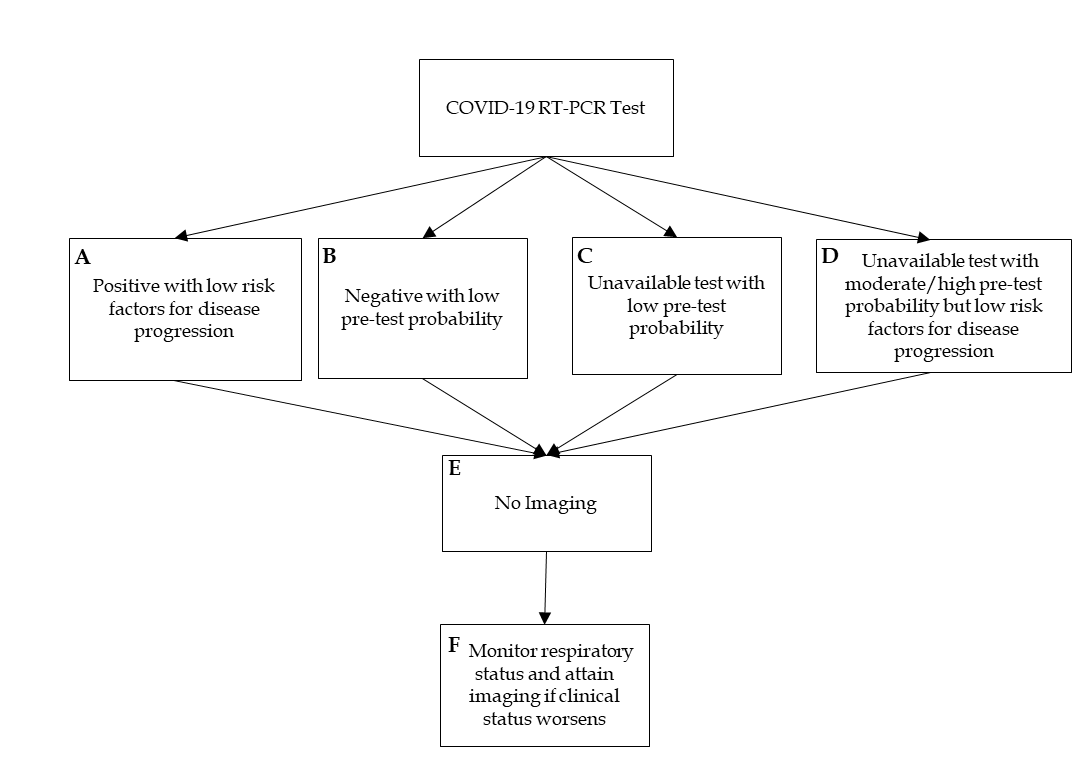 COVID-19 RT-PCR Test
A
Positive with low risk
factors for disease
progression
B
Negative with low
pre-test probability
C
Unavailable test with
low pre-test
probability
D
Unavailable test with
moderate/high pre-test
probability but low risk
factors for disease
progression
E
No Imaging
F
Monitor respiratory
status and attain
imaging if clinical
status worsens